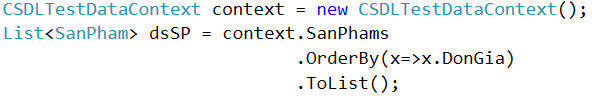 CSDLTestDataContext context = new CSDLTestDataContext();
List<SanPham> dsSP = context.SanPhams
.OrderBy(x=>x.DonGia)
.ToList();